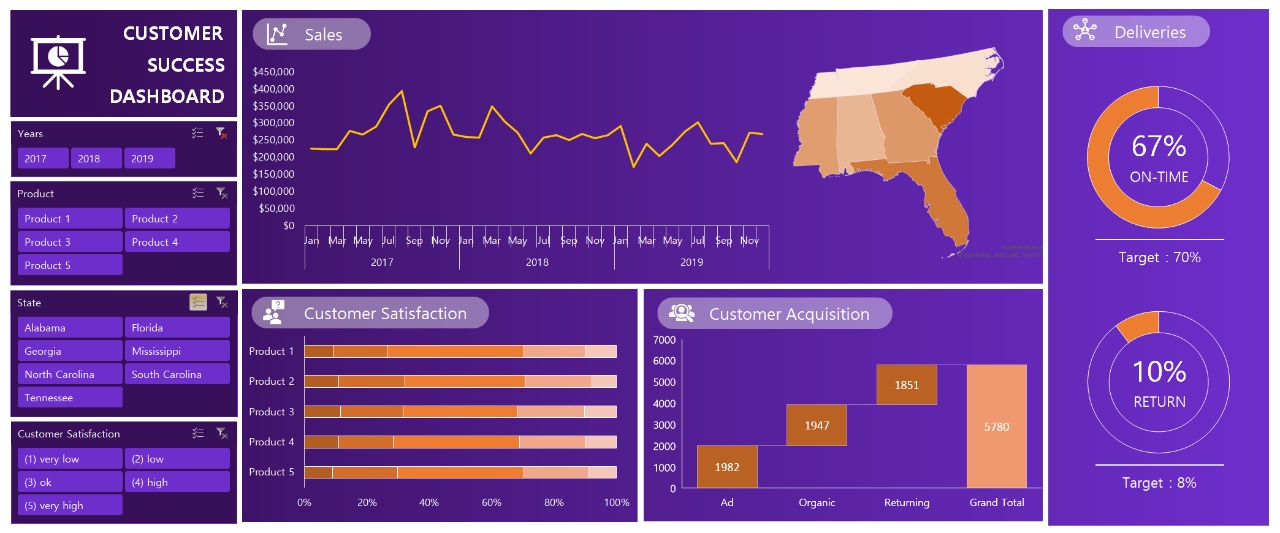 CUSTOMER
SUCCESS
DASHBOARD
Years
2017 2018 2019
Product
Product 1 Product 2
Product 3 Product 4
Product 5
State
Alabama Florida
Georgia Mississippi
North Carolina South Carolina
Tennessee
Customer Satisfaction
(1) very low (2) low
(3) ok (4) high
(5) very high
Sales
$450,000
$400,000
$350,000
$300,000
$250,000
$200,000
$150,000
$100,000
$50,000
$0
Jan Mar May Jul Sep Nov Jan Mar May Jul Sep Nov Jan Mar May Jul Sep Nov
2017 2018 2019
Customer Satisfaction
Product 1
Product 2
Product 3
Product 4
Product 5
0% 20% 40% 60% 80% 100%
Customer Acquisition
7000
6000
5000
4000
3000
2000
1000
0
1982
1947
1851
5780
Ad Organic Returning Grand Total
Deliveries
67%
ON-TIME
Target : 70%
10%
RETURN
Target : 8%